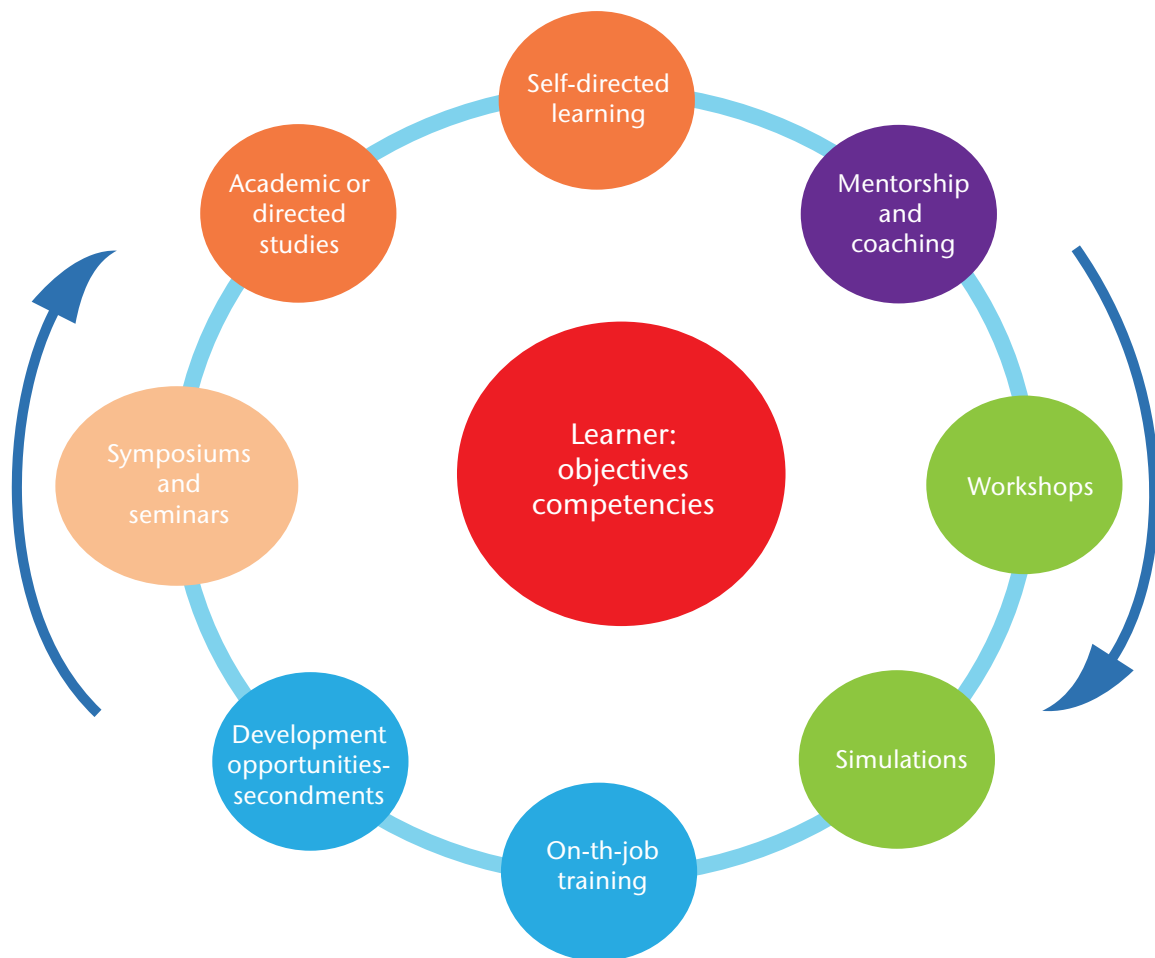 Self-directed
learning
Mentorship
and
coaching
Workshops
Simulations
On-th-job
training
Development
opportunities-
secondments
Symposiums
and
seminars
Academic or
directed
studies
Learner:
objectives
competencies